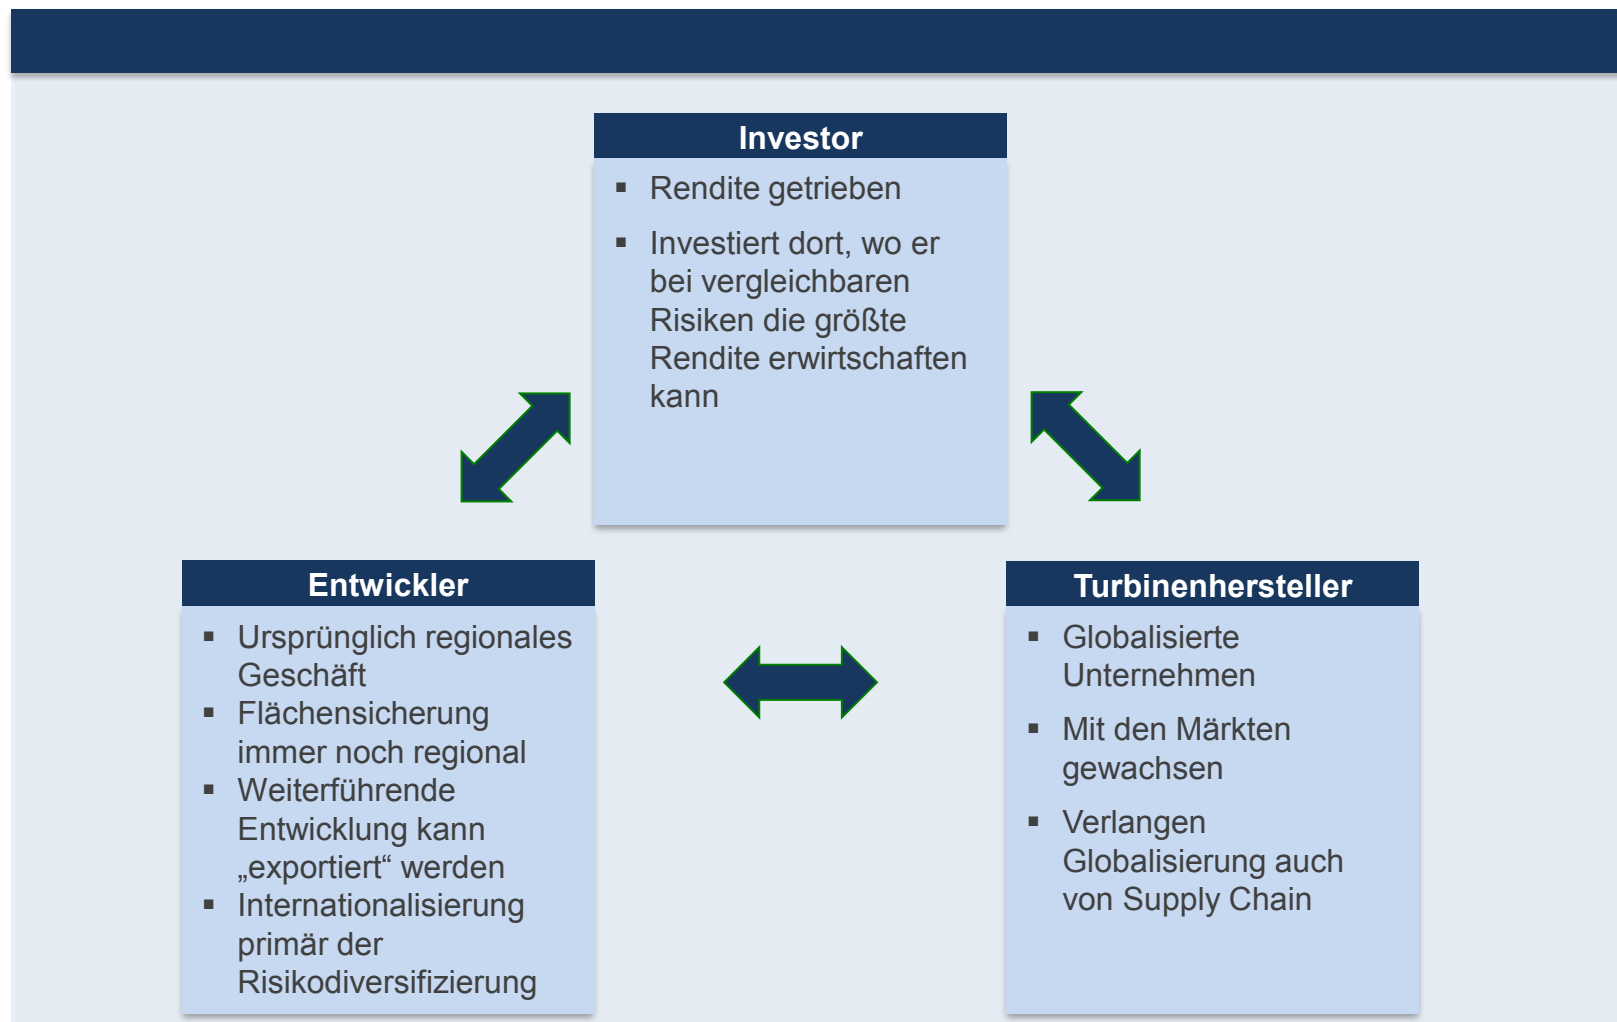 Investor
▪ Rendite getrieben
▪ Investiert dort, wo er
bei vergleichbaren
Risiken die größte
Rendite erwirtschaften
kann
Entwickler
▪ Ursprünglich regionales
Geschäft
▪ Flächensicherung
immer noch regional
▪ Weiterführende
Entwicklung kann
„exportiert“ werden
▪ Internationalisierung
primär der
Risikodiversifizierung
Turbinenhersteller
▪ Globalisierte
Unternehmen
▪ Mit den Märkten
gewachsen
▪ Verlangen
Globalisierung auch
von Supply Chain